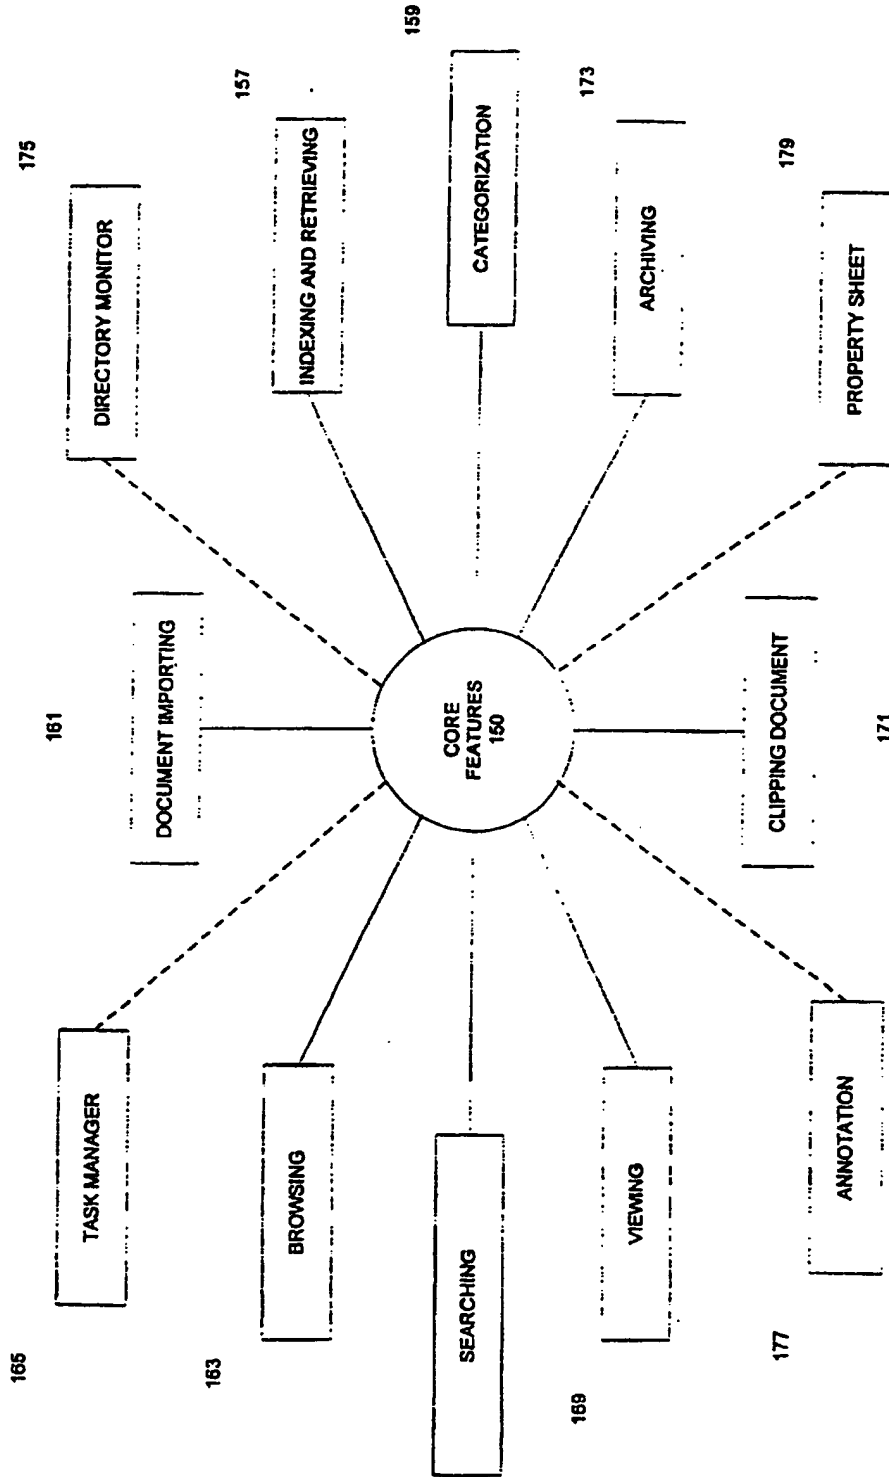 165
175
161
TASK MANAGER
DIRECTORY MONITOR
DOCUMENT IMPORTING
163
157
BROWSING
INDEXING AND RETRIEVING
159
SEARCHING
CORE
FEATURES
150
CATEGORIZATION
169
173
VIEWING
ARCHIVING
CLIPPING DOCUMENT
177
179
ANNOTATION
PROPERTY SHEET
171